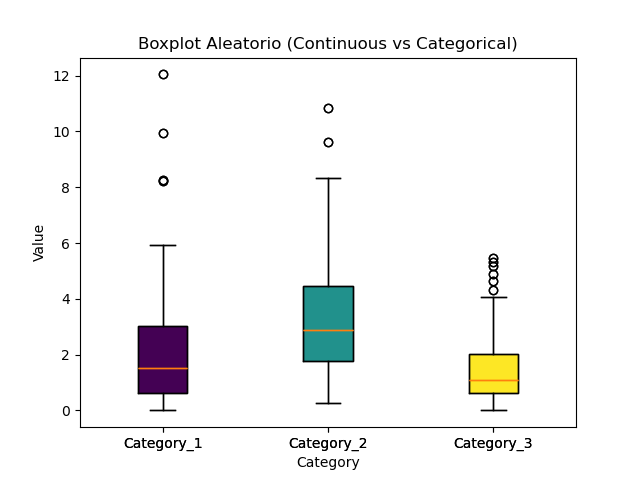 Boxplot Aleatorio (Continuous vs Categorical)
12
10
8
6
4
2
0
Value
Category_1
Category_2
Category_3
Category